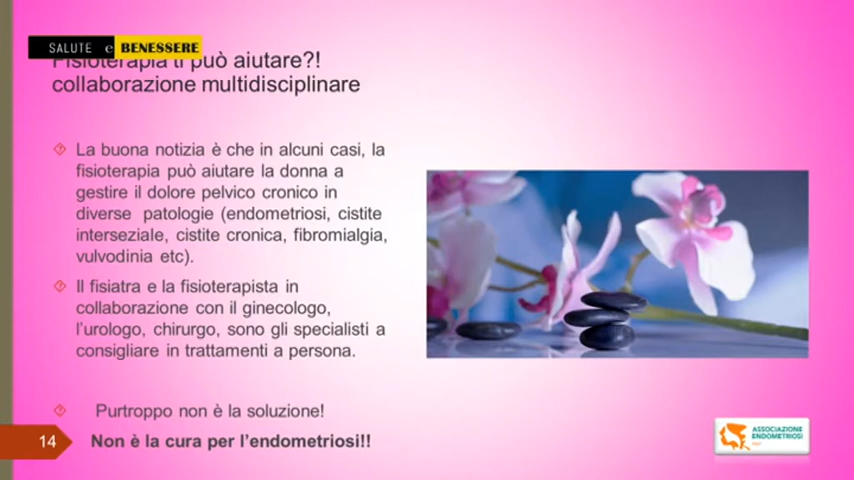 SALUTE e BENESSERE
Fisioterapia ti può aiutare?!
collaborazione multidisciplinare
La buona notizia è che in alcuni casi, la
fisioterapia può aiutare la donna a
gestire il dolore pelvico cronico in
diverse patologie (endometriosi, cistite
interseziale, cistite cronica, fibromialgia,
vulvodinia etc).
Il fisiatra e la fisioterapista in
collaborazione con il ginecologo,
l'urologo, chirurgo, sono gli specialisti a
consigliare in trattamenti a persona.
Purtroppo non è la soluzione!
14
Non è la cura per l'endometriosi!!
ASSOCIAZIONE
ENDOMETRIOSI